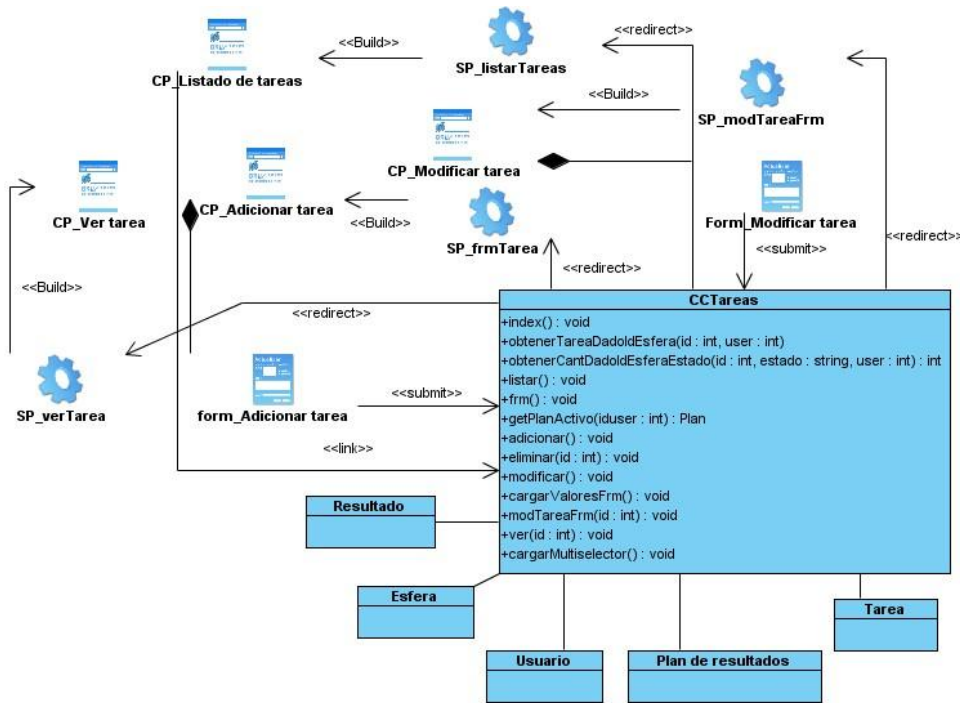 <<redirect>>
<<Build>>
SP_listarTareas
CP_Listado de tareas
<<Build>>
SP_modTareaFrm
CP_Modificar tarea
CP_Ver tarea
CP_Adicionar tarea
<<Build>>
SP_frmTarea
Form_Modificar tarea
<<redirect>>
<<submit>>
<<redirect>>
<<Build>>
<<redirect>>
SP_verTarea
form_Adicionar tarea
<<submit>>
<<link>>
CCTareas
+index() : void
+obtenerTareaDadoIdEsfera(id : int, user : int)
+obtenerCantDadoIdEsferaEstado(id : int, estado : string, user : int) : int
+listar() : void
+frm() : void
+getPlanActivo(iduser : int) : Plan
+adicionar() : void
+eliminar(id : int) : void
+modificar() : void
+cargarValoresFrm() : void
+modTareaFrm(id : int) : void
+ver(id : int) : void
+cargarMultiselector() : void
Resultado
Esfera
Usuario
Plan de resultados
Tarea